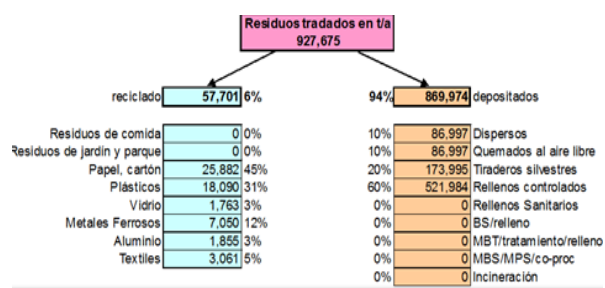 Residuos tradados en t/a
927,675
reciclado 57,701 6% 94% 869,974 depositados
Residuos de comida 0 0% 10% 86,997 Dispersos
Residuos de jardín y parque 0 0% 10% 86,997 Quemados al aire libre
Papel, cartón 25,882 45% 20% 173,995 Tiraderos silvestres
Plásticos 18,090 31% 60% 521,984 Rellenos controlados
Vidrio 1,763 3% 0% 0 Rellenos Sanitarios
Metales Ferrosos 7,050 12% 0% 0 BS/relleno
Aluminio 1,855 3% 0% 0 MBT/tratamiento/relleno
Textiles 3,061 5% 0% 0 MBS/MPS/co-proc
0% 0 Incineración